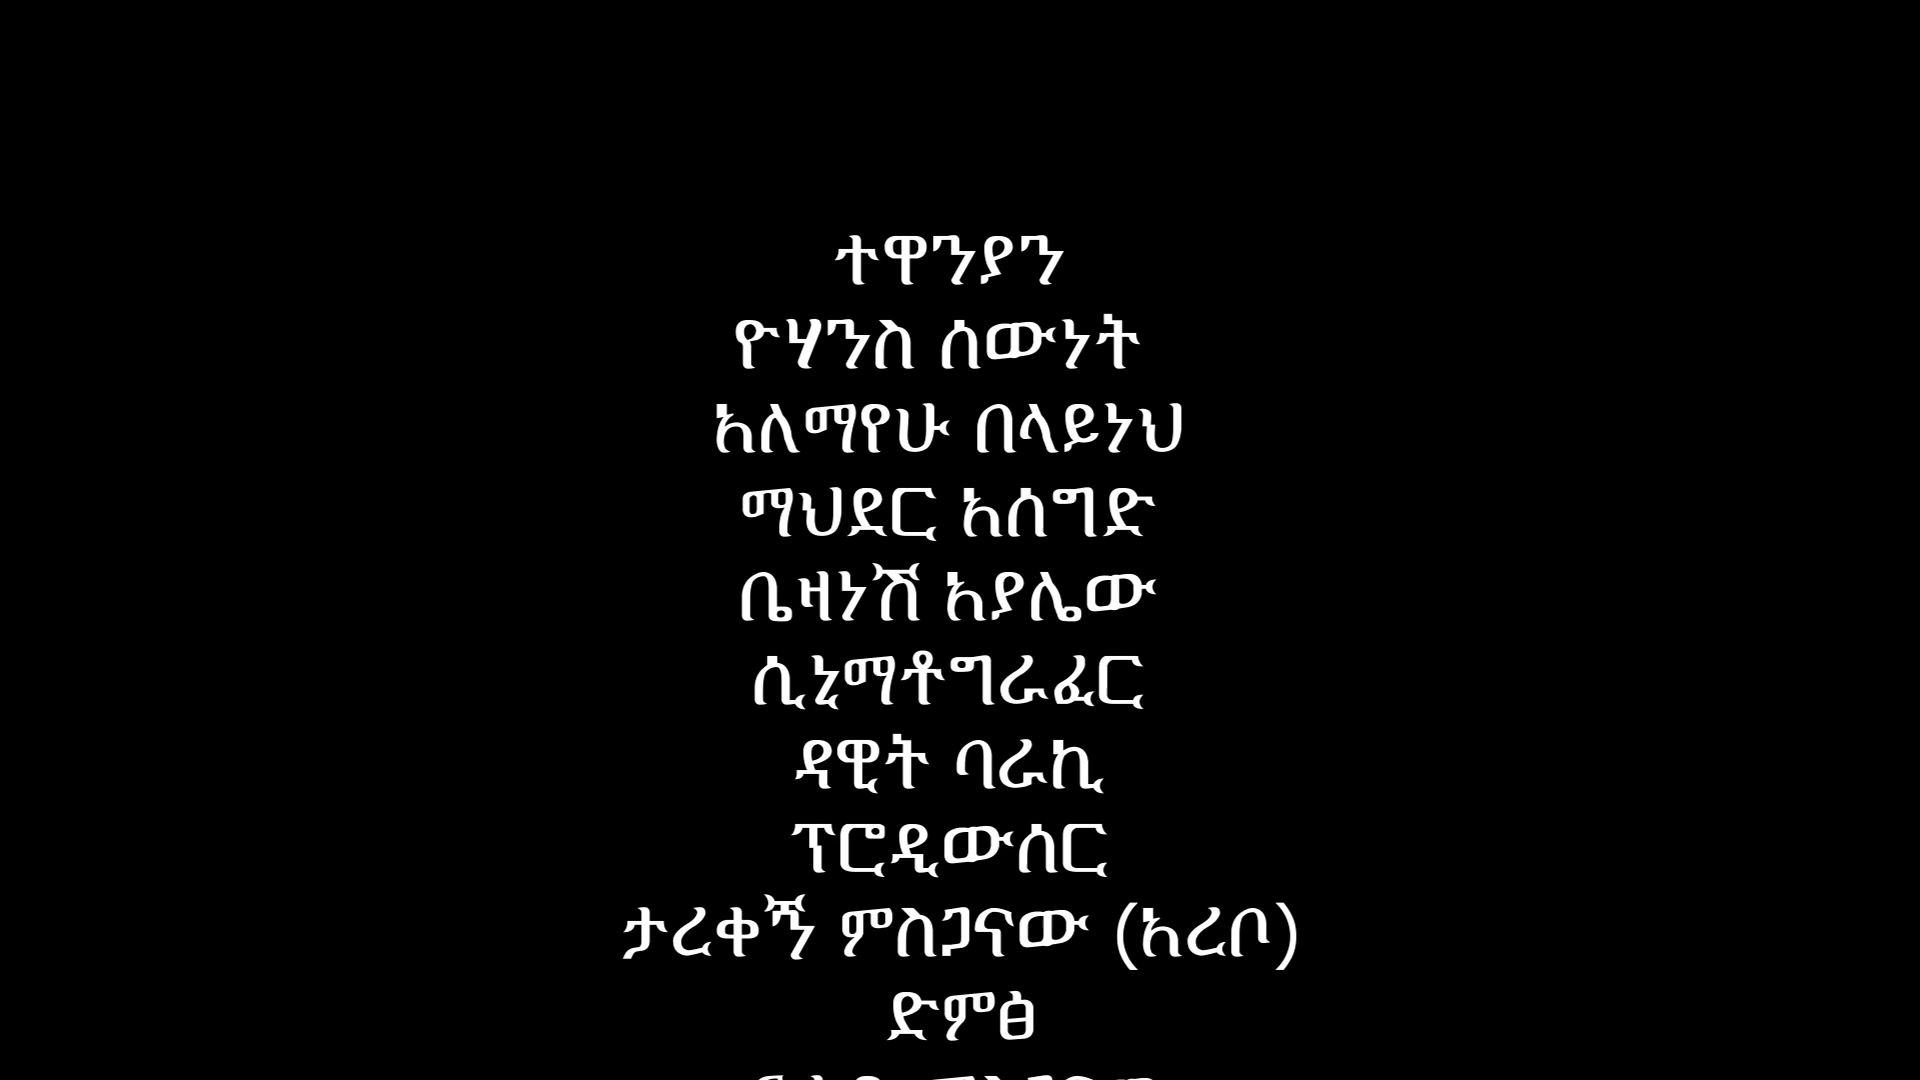 ተዋንያን
ዮሃንስ ሰውነት
አለማየሁ በላይነህ
ማህደር አሰግድ
ቤዛነሽ አያሌው
ሲኒማቶግራፈር
ዳዊት ባራኪ
ፕሮዲውሰር
ታረቀኝ ምስጋናው (አረቦ)
ድምፅ